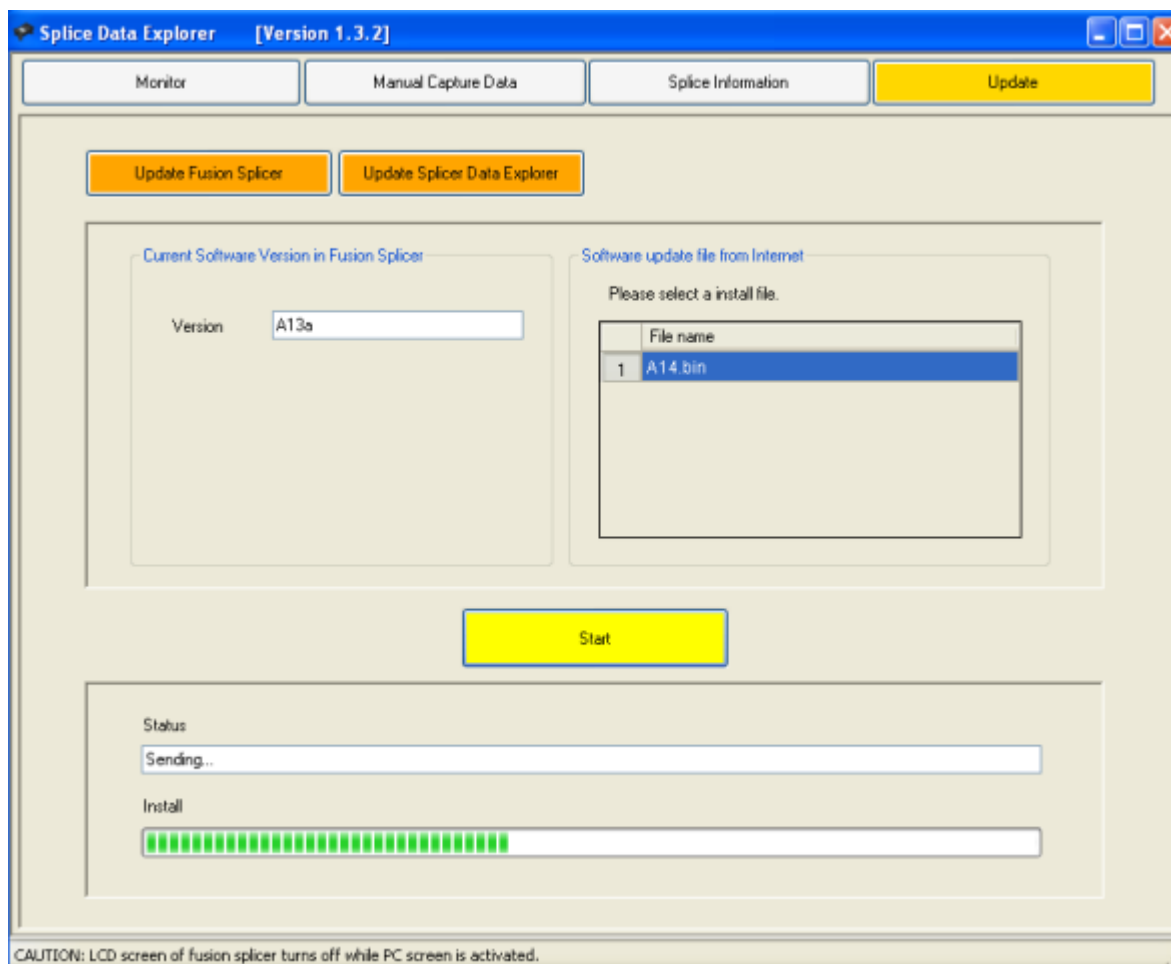 Splice Data Explorer [Version 1.3.2]
Monitor Manual Capture Data Splice Information Update
Update Fusion Splicer Update Splicer Data Explorer
Current Software Version in Fusion Splicer
Version A13a
Software update file from Internet
Please select a install file.
File name
1 A14.bin
Start
Status
Sending...
Install
CAUTION: LCD screen of fusion splicer turns off while PC screen is activated.